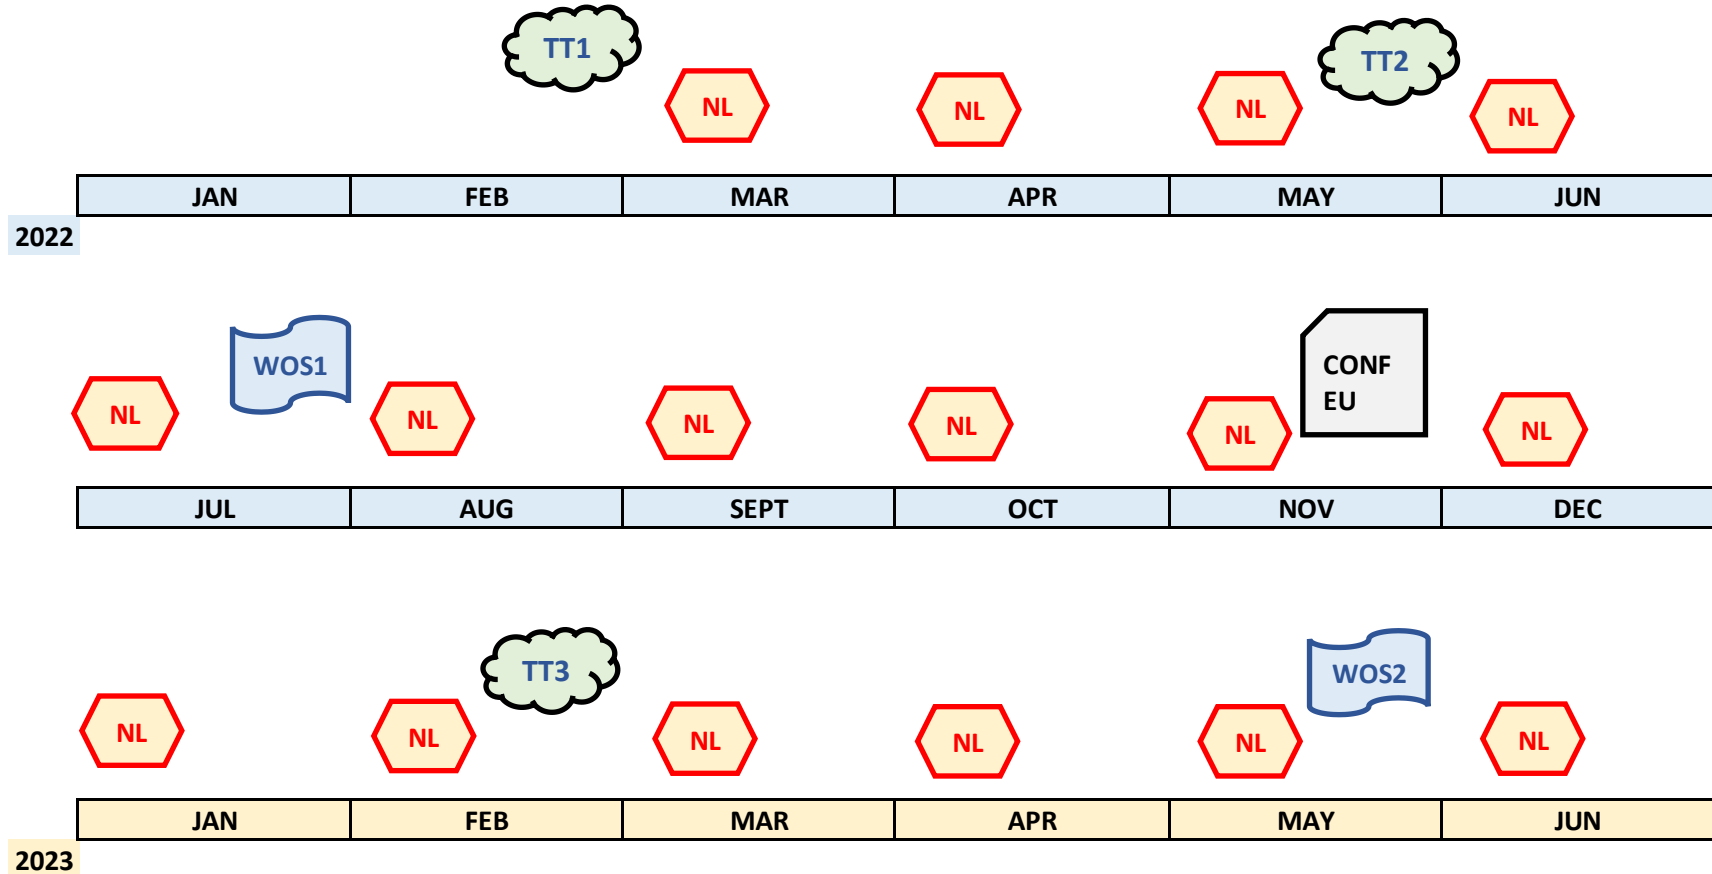 TT1
TT2
NL
NL
NL
NL
JAN FEB MAR APR MAY JUN
2022
WOS1
CONF
EU
NL
NL
NL
NL
NL
NL
JUL AUG SEPT OCT NOV DEC
TT3
WOS2
NL
NL
NL
NL
NL
NL
JAN FEB MAR APR MAY JUN
2023